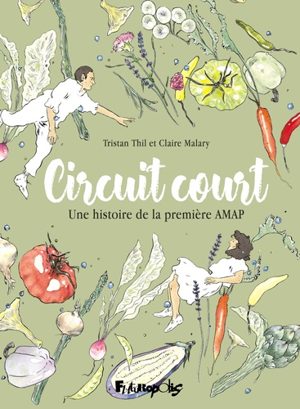 Tristan Thil et Claire Malary
Circuit court
Une histoire de la première AMAP
Futuropolis